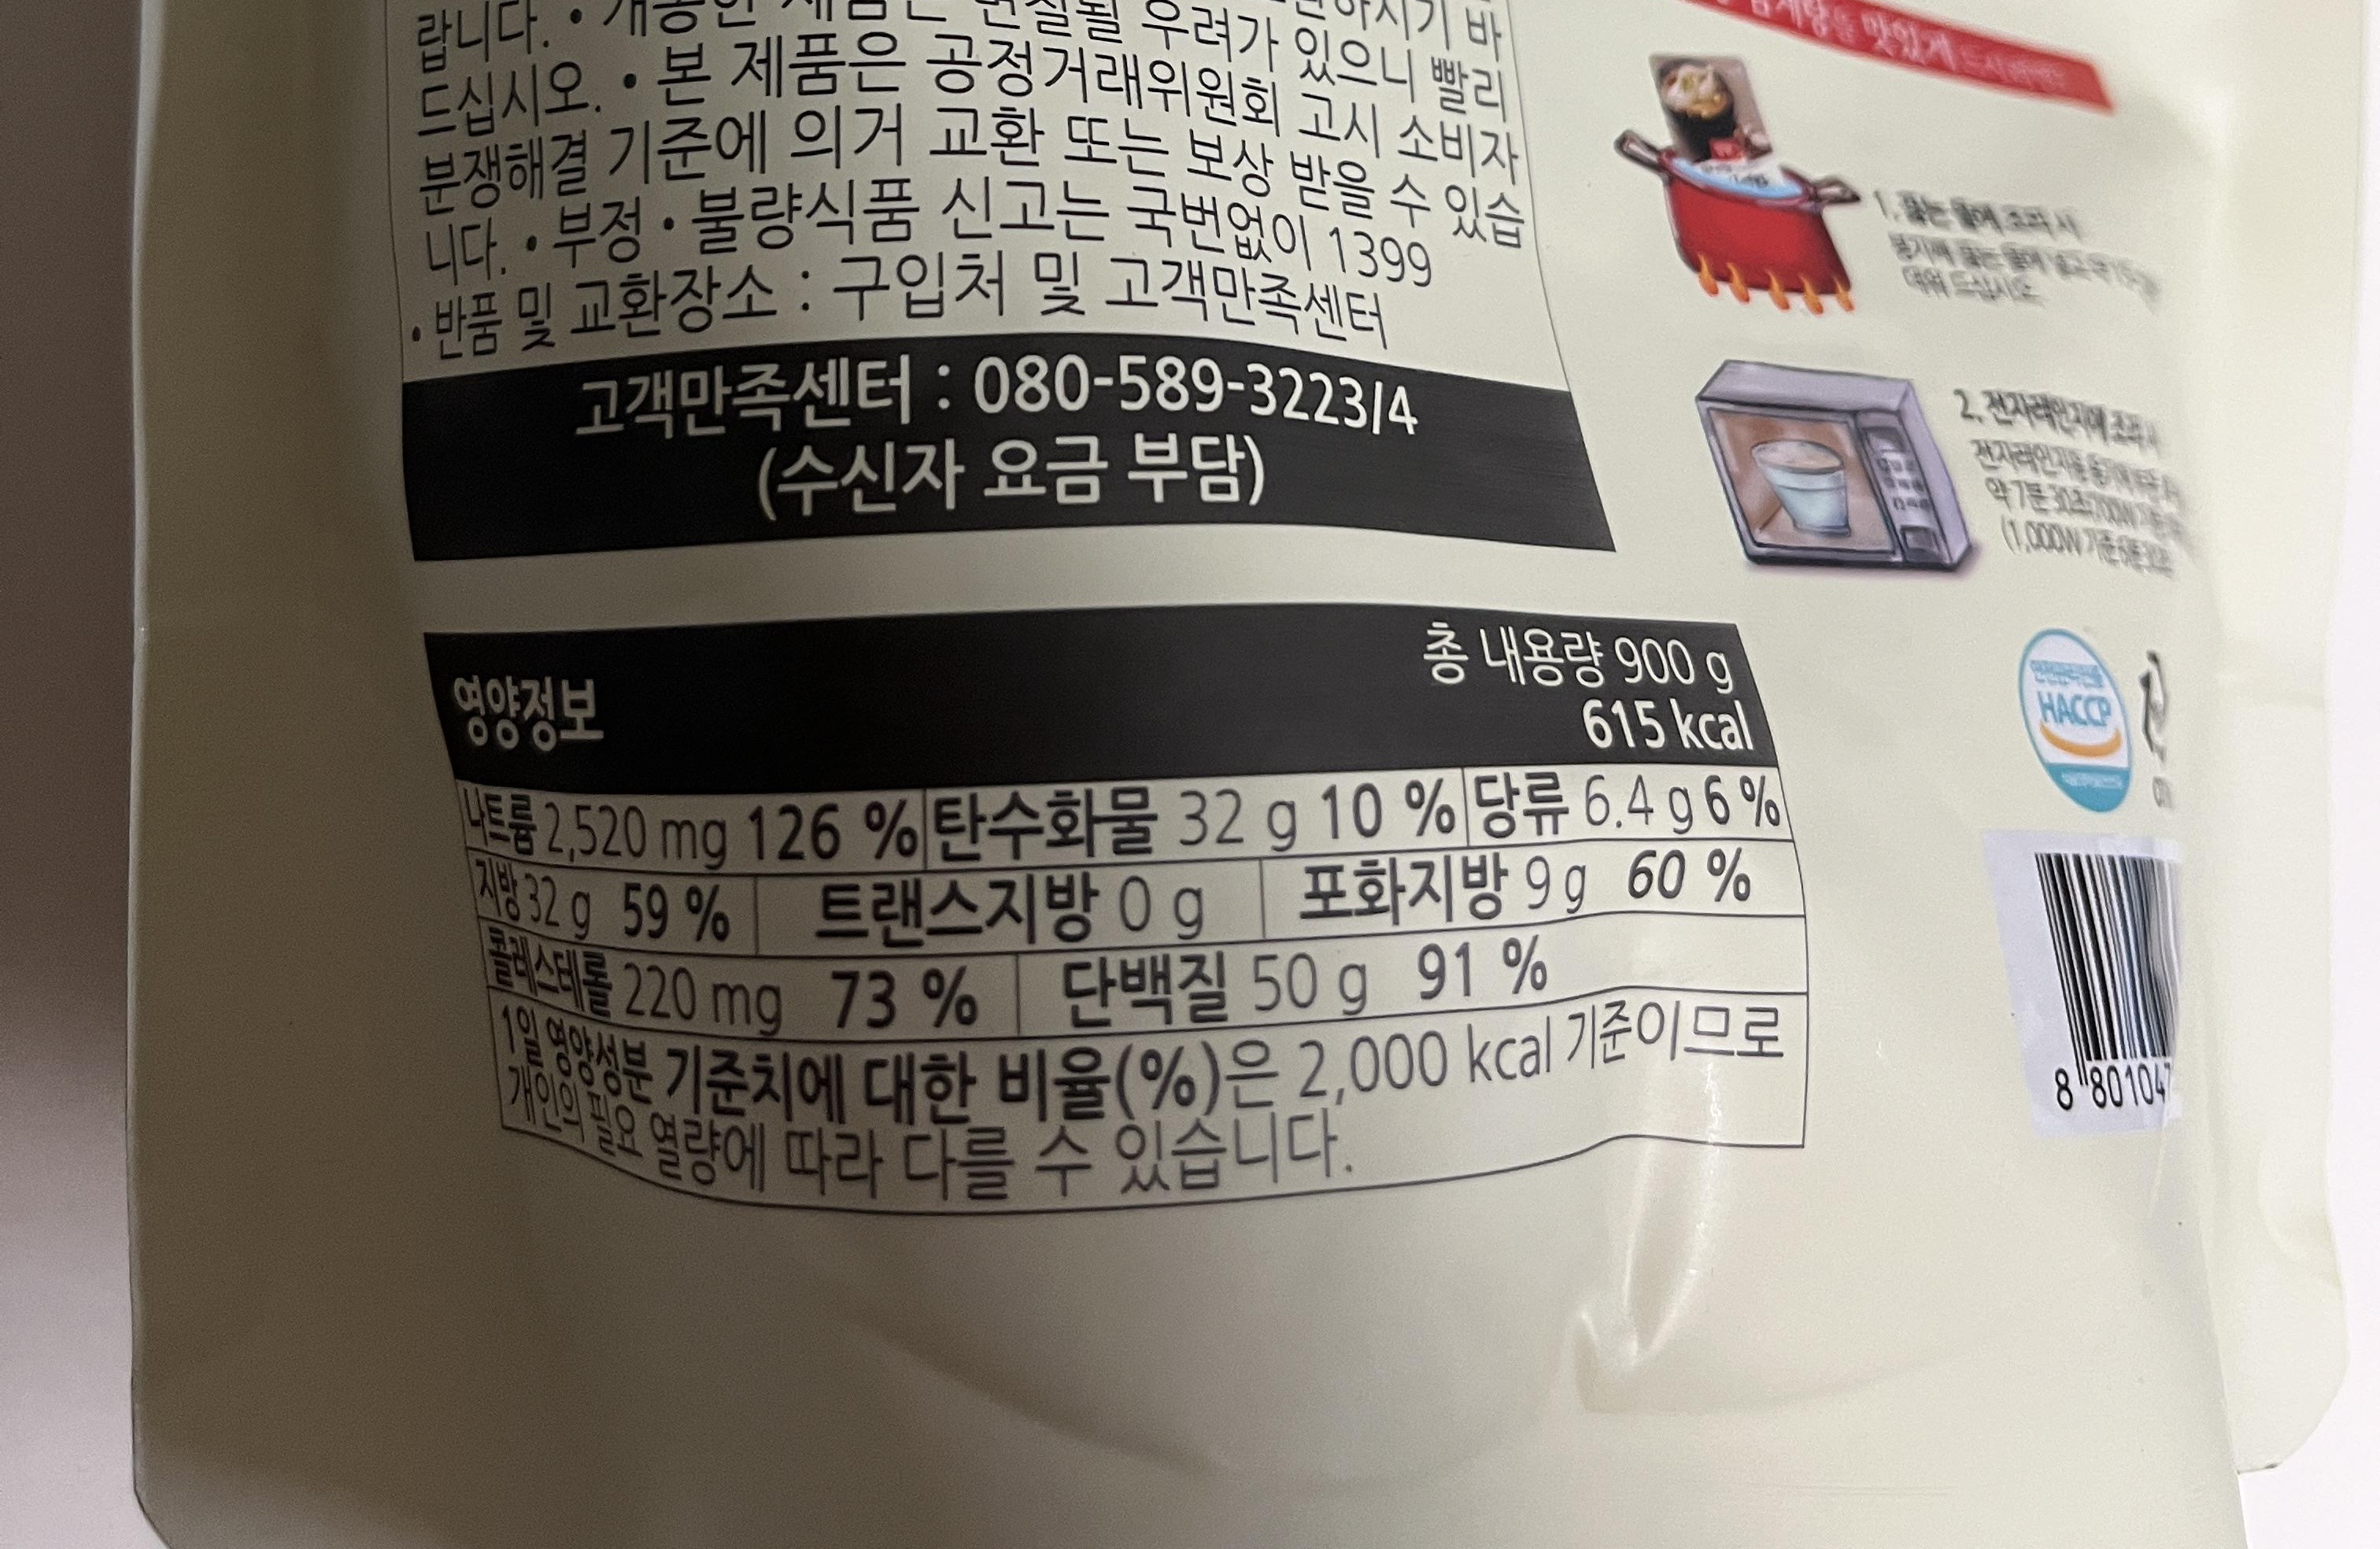 랍니다. • 개봉한 제품은 변질될 우려가 있으니 빨리
드십시오. • 본 제품은 공정거래위원회 고시 소비자
분쟁해결 기준에 의거 교환 또는 보상 받을 수 있습
니다. • 부정 • 불량식품 신고는 국번없이 1399
• 반품 및 교환장소 : 구입처 및 고객만족센터
고객만족센터 : 080-589-3223/4
(수신자 요금 부담)
영양정보
총 내용량 900 g
615 kcal
나트륨 2,520 mg 126 % 탄수화물 32 g 10 % 당류 6.4 g 6 %
지방 32 g 59 % 트랜스지방 0 g 포화지방 9 g 60 %
콜레스테롤 220 mg 73 % 단백질 50 g 91 %
1일 영양성분 기준치에 대한 비율(%)은 2,000 kcal 기준이므로
개인의 필요 열량에 따라 다를 수 있습니다.
맛있게
1. 끓는 물에 조리 시
2. 전자레인지에 조리 시
HACCP
8 80104